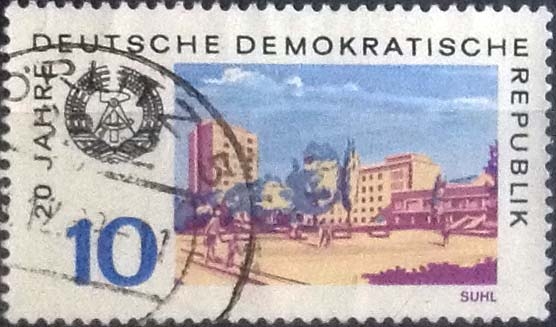 DEUTSCHE DEMOKRATISCHE
REPUBLIK
20 JAHRE
10
SUHL